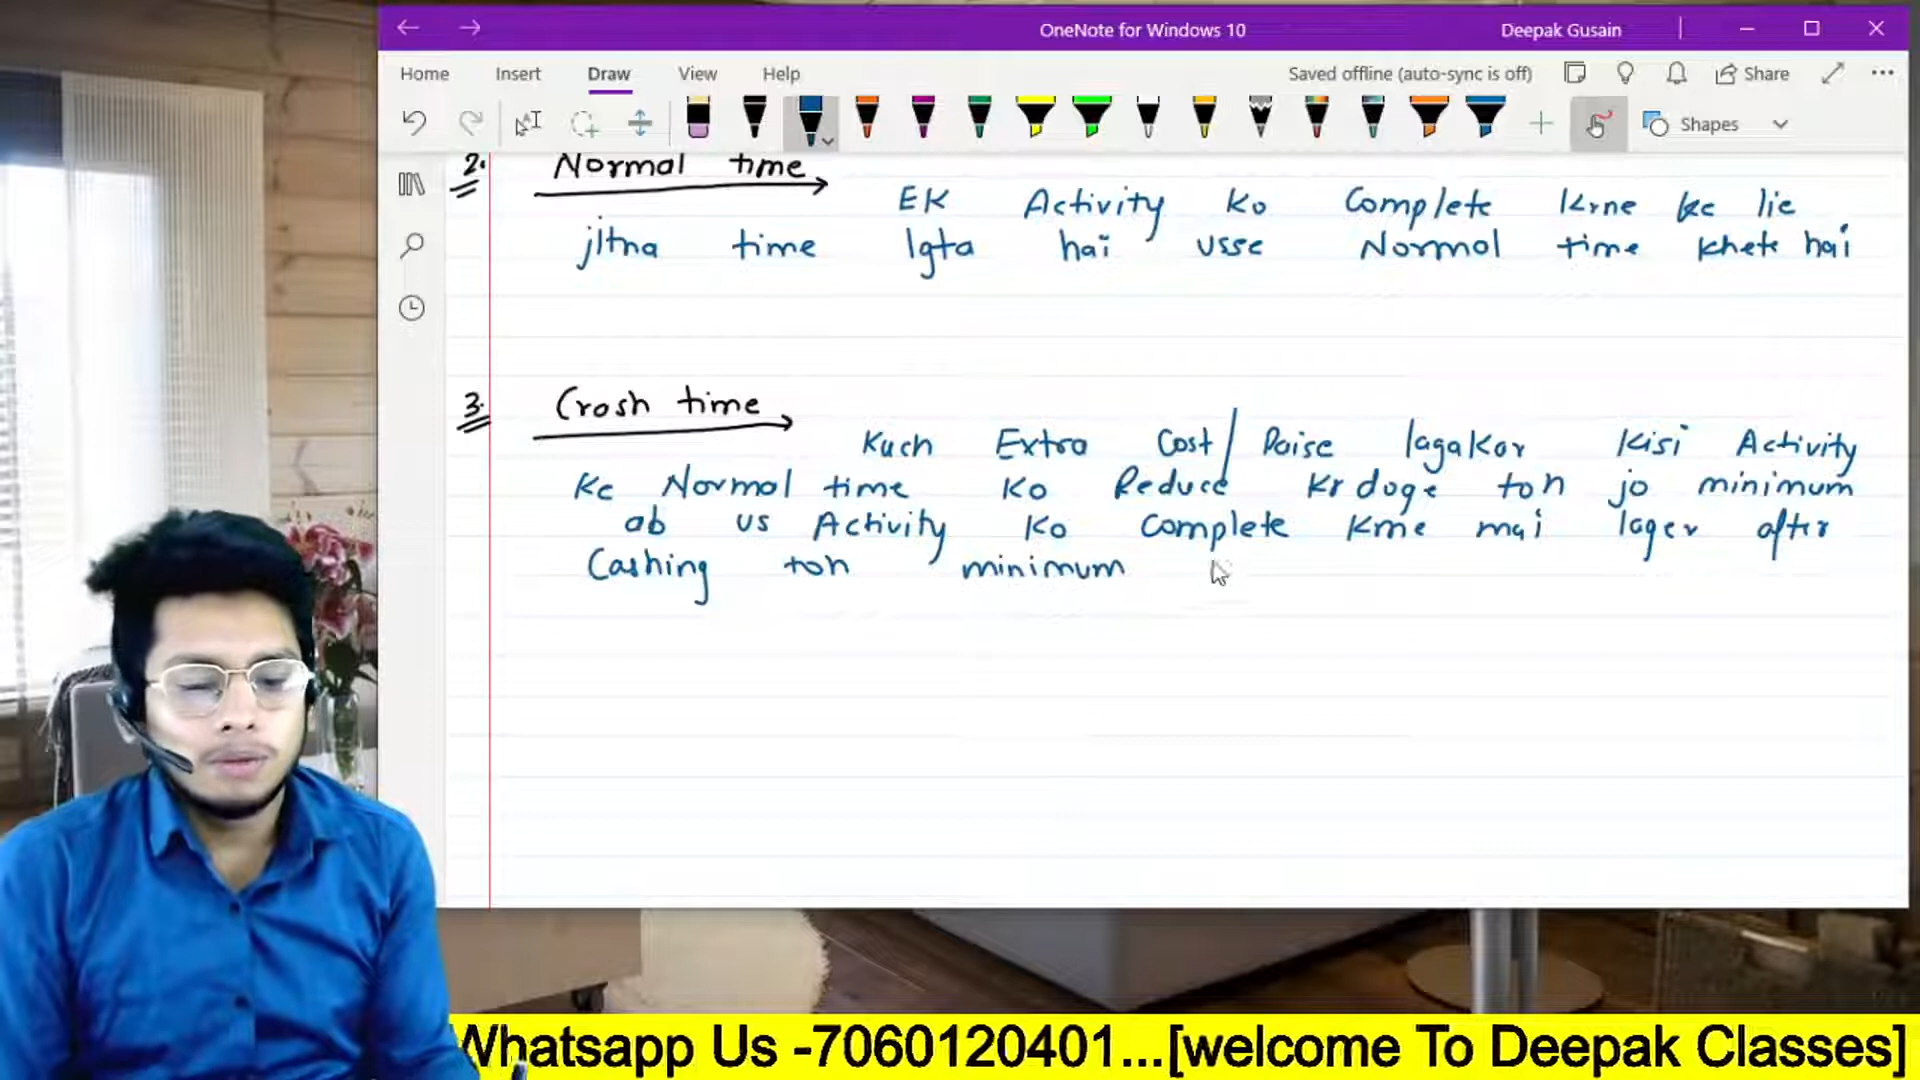 OneNote for Windows 10 Deepak Gusain
Home Insert Draw View Help Saved offline (auto-sync is off) Share
Shapes
2. Normal time
EK Activity Ko Complete Krne ke lie
jitna time lgta hai usse Normal time khete hai
3. Crash time
Kuch Extra Cost/Paise lagakar Kisi Activity
Ke Normal time Ko Reduce Kr doge toh jo minimum
ab us Activity Ko Complete Krne mai lager after
Cashing toh minimum
Whatsapp Us -7060120401...[welcome To Deepak Classes]